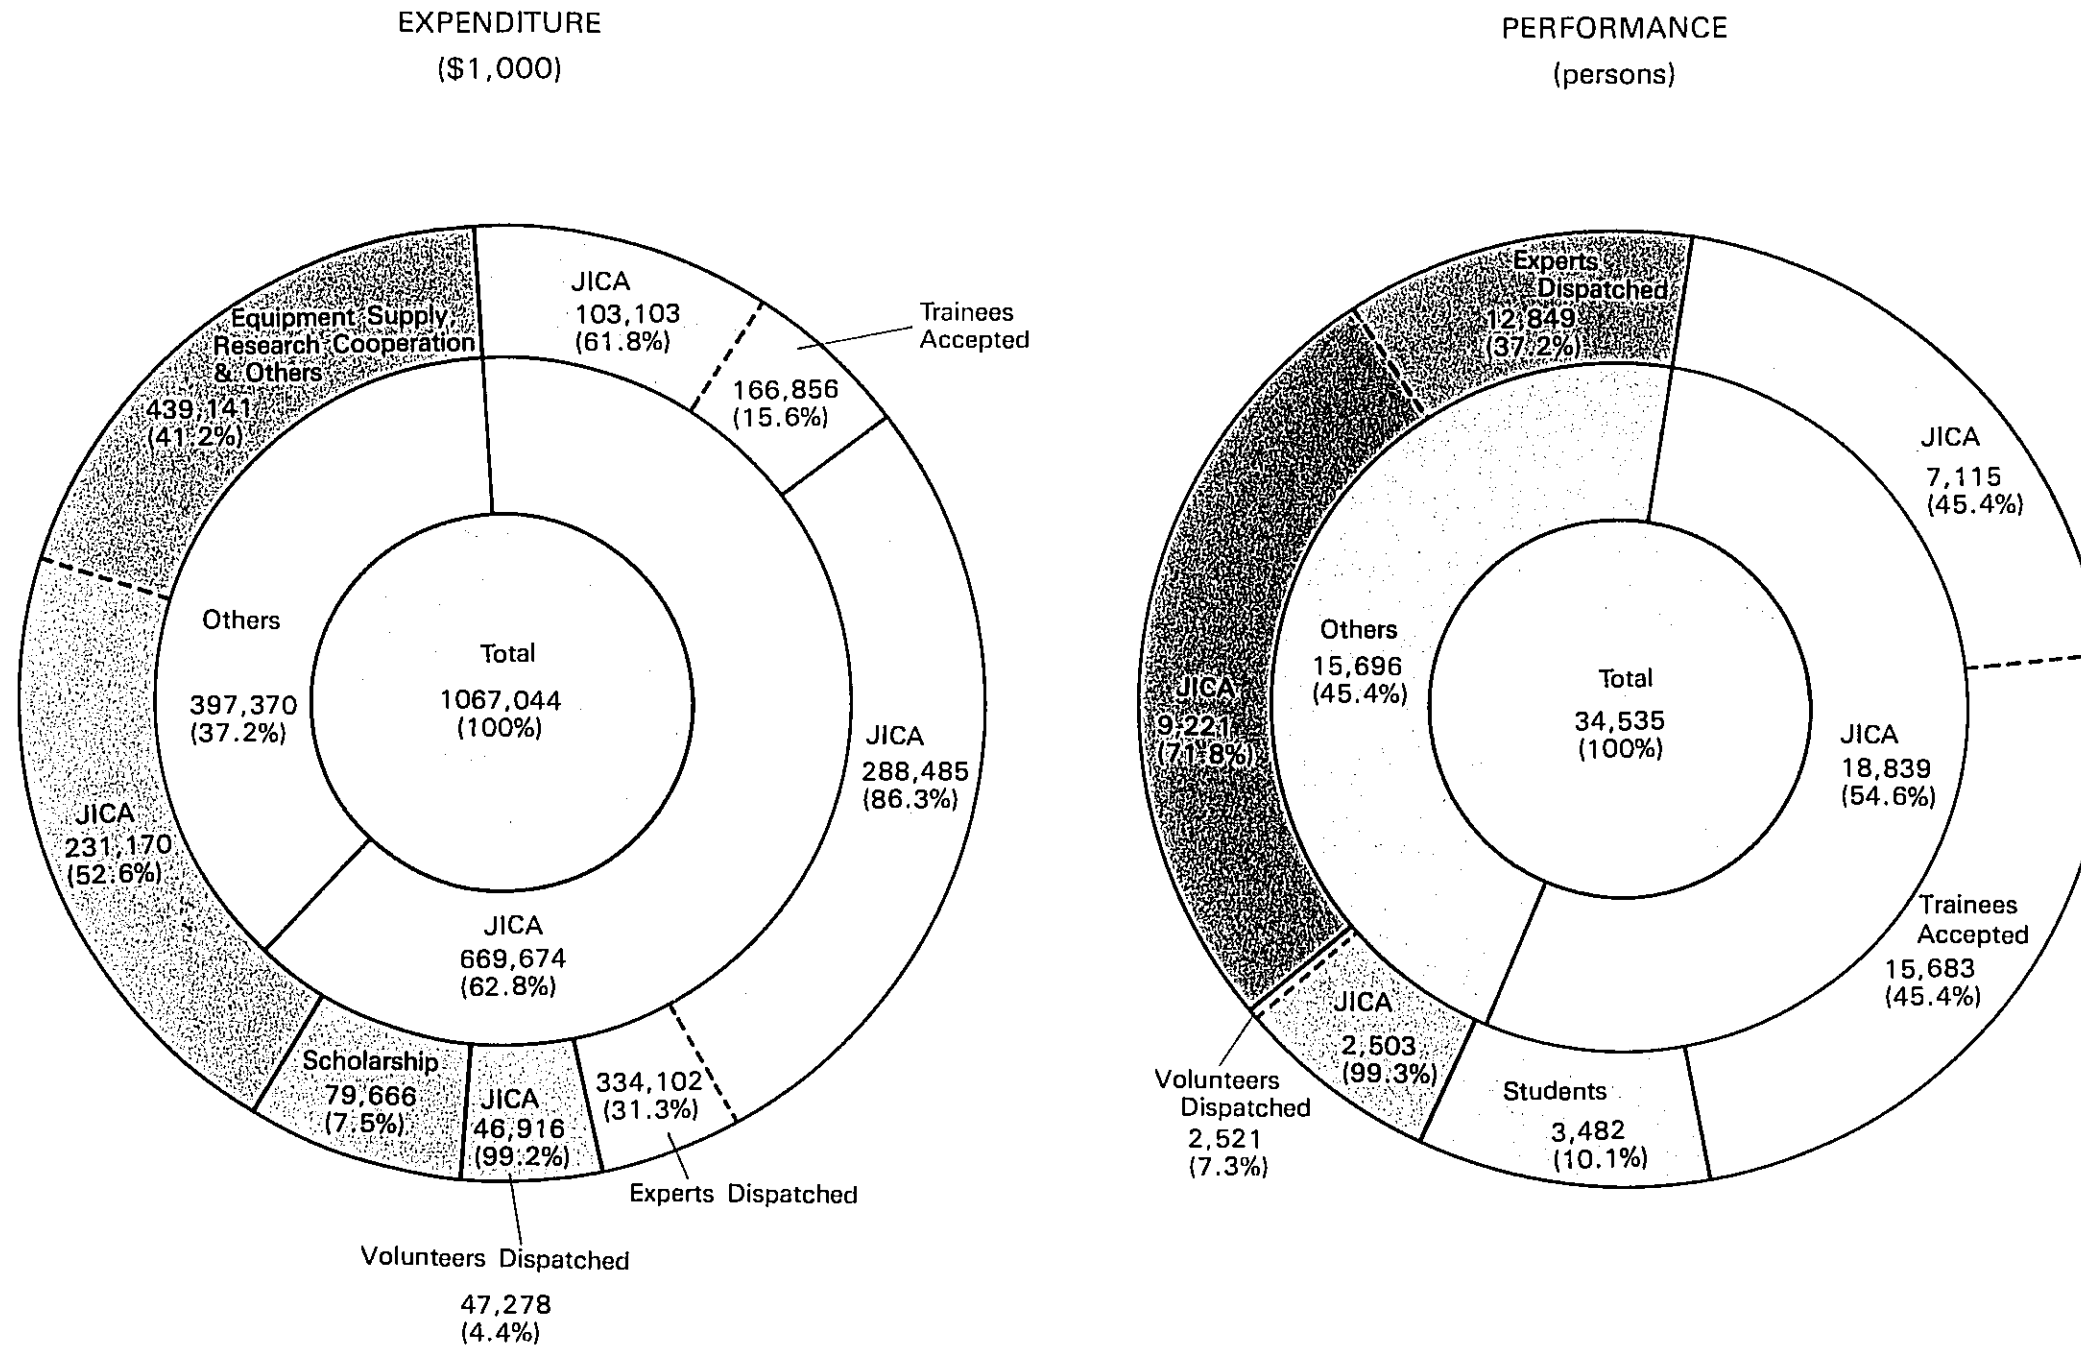 EXPENDITURE
($1,000)
JICA
103,103
(61.8%)
Trainees
Accepted
166,856
(15.6%)
Equipment Supply,
Research Cooperation
& Others
439,141
(41.2%)
Others
397,370
(37.2%)
Total
1067,044
(100%)
JICA
288,485
(86.3%)
JICA
231,170
(52.6%)
JICA
669,674
(62.8%)
Scholarship
79,666
(7.5%)
JICA
46,916
(99.2%)
334,102
(31.3%)
Experts Dispatched
Volunteers Dispatched
47,278
(4.4%)
PERFORMANCE
(persons)
Experts
Dispatched
12,849
(37.2%)
JICA
7,115
(45.4%)
Others
15,696
(45.4%)
Total
34,535
(100%)
JICA
9,221
(71.8%)
JICA
18,839
(54.6%)
Trainees
Accepted
15,683
(45.4%)
JICA
2,503
(99.3%)
Volunteers
Dispatched
2,521
(7.3%)
Students
3,482
(10.1%)